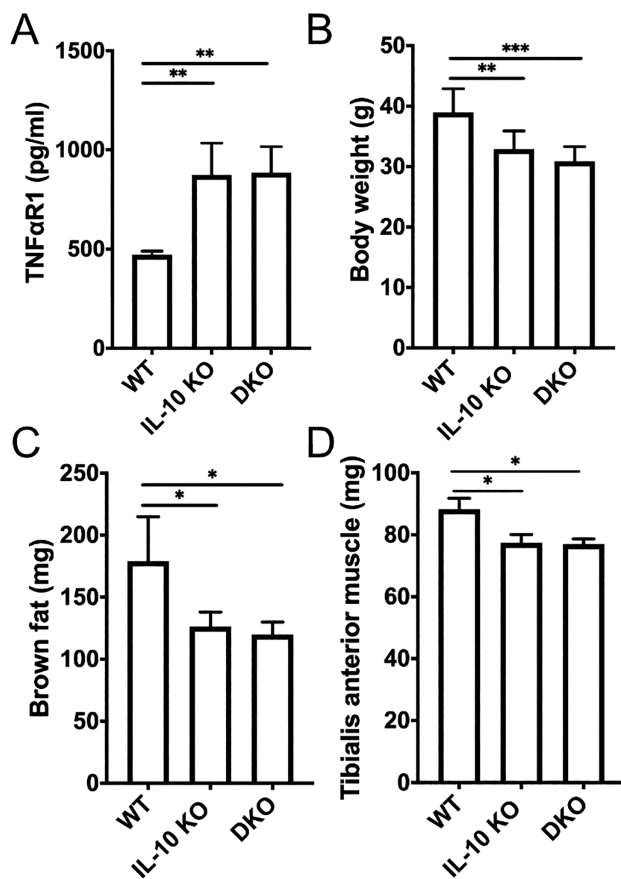 A
TNFαR1 (pg/ml)
1500
1000
500
0
**
**
WT
IL-10 KO
DKO
B
Body weight (g)
50
40
30
20
10
0
***
**
WT
IL-10 KO
DKO
C
Brown fat (mg)
250
200
150
100
50
0
*
*
WT
IL-10 KO
DKO
D
Tibialis anterior muscle (mg)
100
80
60
40
20
0
*
*
WT
IL-10 KO
DKO